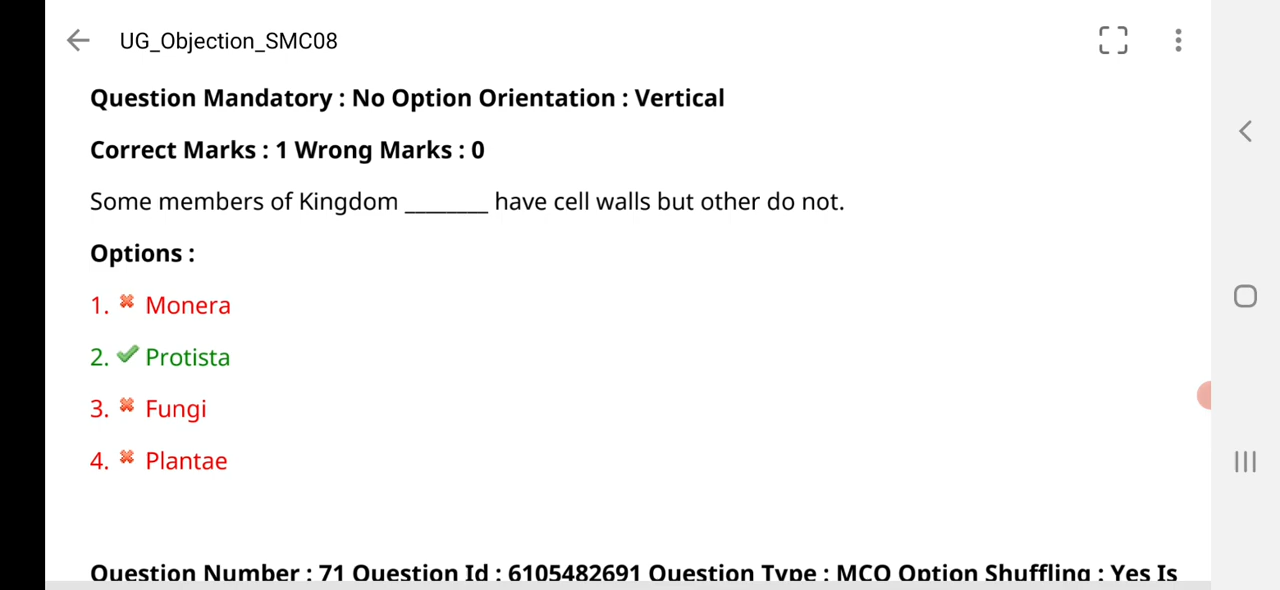 UG_Objection_SMC08
Question Mandatory : No Option Orientation : Vertical
Correct Marks : 1 Wrong Marks : 0
Some members of Kingdom ________ have cell walls but other do not.
Options :
1. Monera
2. Protista
3. Fungi
4. Plantae
Question Number : 71 Question Id : 6105482691 Question Type : MCQ Option Shuffling : Yes Is